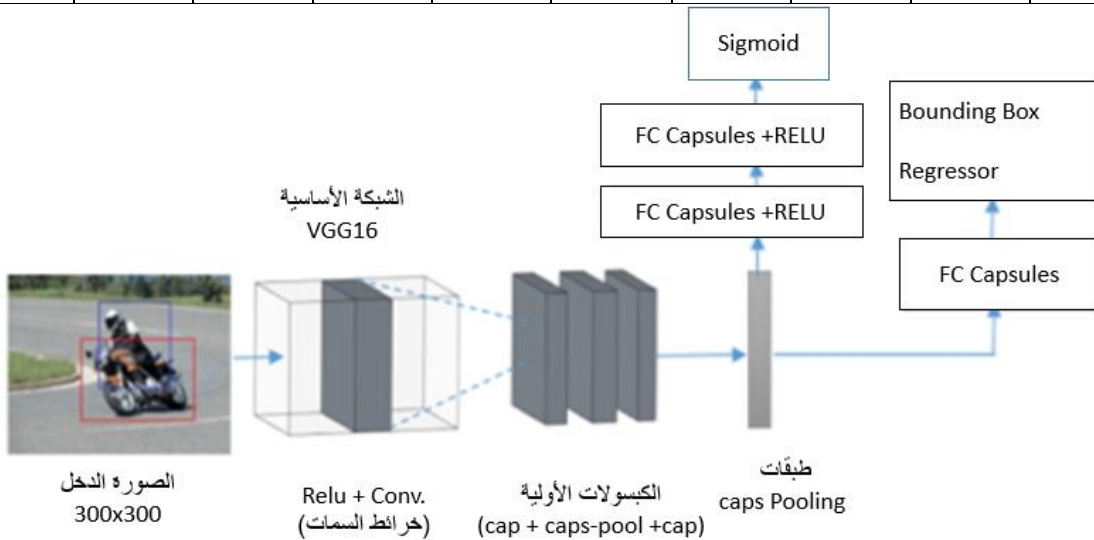 Sigmoid
FC Capsules +RELU
FC Capsules +RELU
Bounding Box
Regressor
FC Capsules
الشبكة الأساسية
VGG16
الصورة الدخل
300x300
Relu + Conv.
(خرائط السمات)
الكبسولات الأولية
(cap + caps-pool +cap)
طبقات
caps Pooling